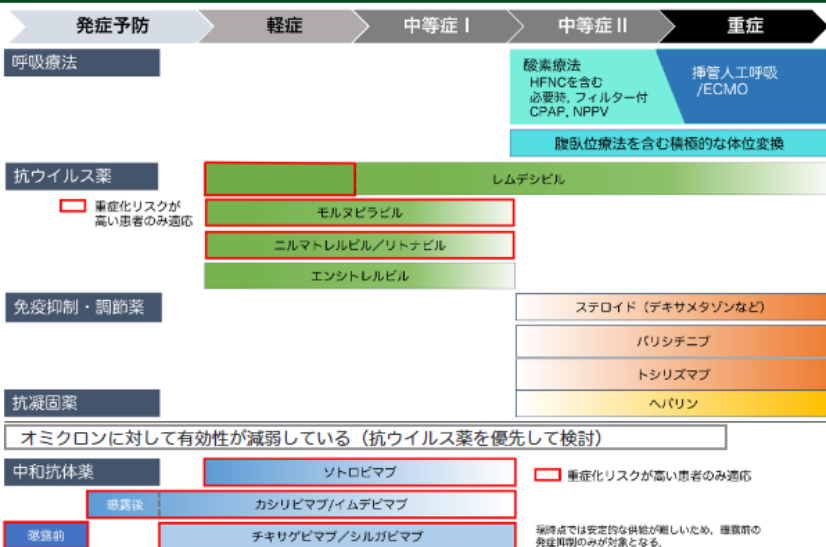 発症予防
軽症
中等症 I
中等症 II
重症
呼吸療法
酸素療法
HFNCを含む
必要時, フィルター付
CPAP, NPPV
挿管人工呼吸
/ECMO
腹臥位療法を含む積極的な体位変換
抗ウイルス薬
レムデシビル
重症化リスクが
高い患者のみ適応
モルヌピラビル
ニルマトレルビル/リトナビル
エンシトレルビル
免疫抑制・調節薬
ステロイド（デキサメタゾンなど）
バリシチニブ
トシリズマブ
抗凝固薬
ヘパリン
オミクロンに対して有効性が減弱している（抗ウイルス薬を優先して検討）
中和抗体薬
ソトロビマブ
重症化リスクが高い患者のみ適応
曝露後
カシリビマブ/イムデビマブ
曝露前
チキサゲビマブ/シルガビマブ
現時点では安定的な供給が難しいため，曝露前の
発症抑制のみが対象となる．